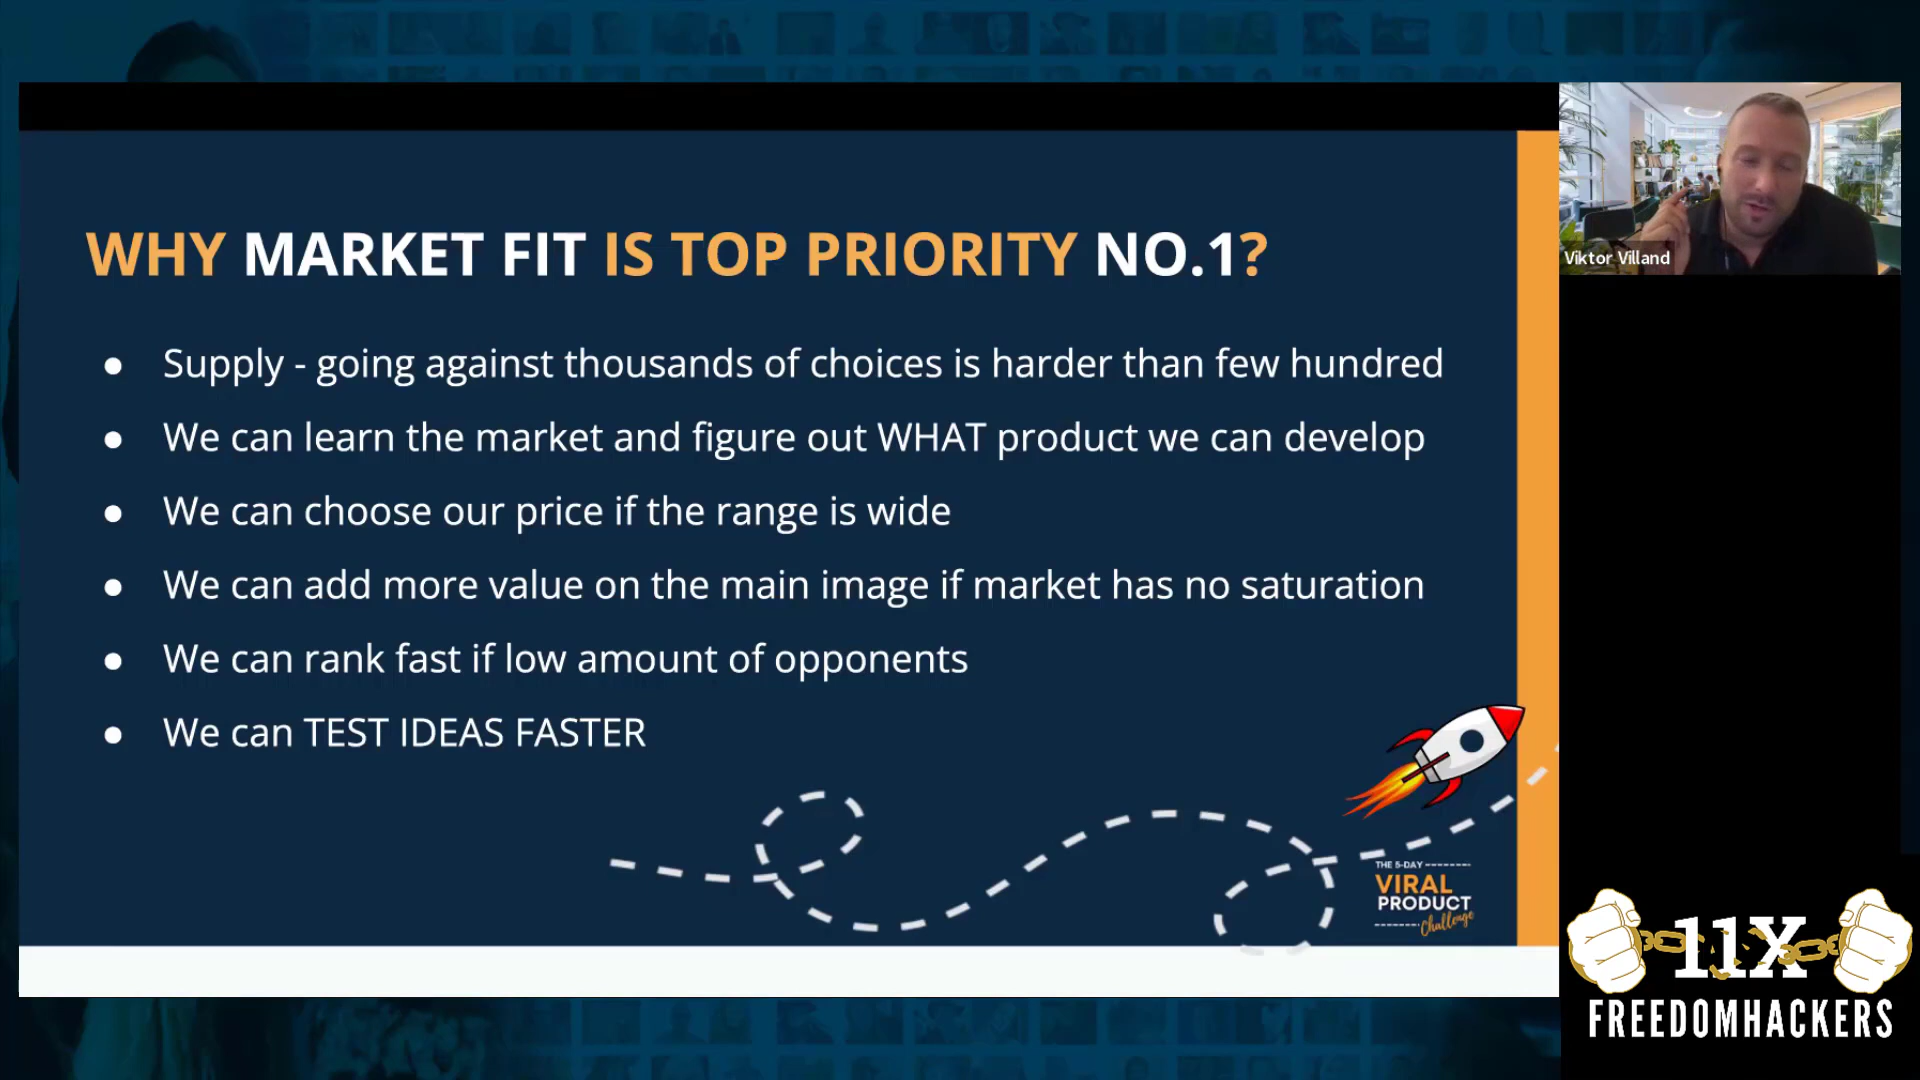 WHY MARKET FIT IS TOP PRIORITY NO.1?
● Supply - going against thousands of choices is harder than few hundred
● We can learn the market and figure out WHAT product we can develop
● We can choose our price if the range is wide
● We can add more value on the main image if market has no saturation
● We can rank fast if low amount of opponents
● We can TEST IDEAS FASTER
THE 5-DAY
VIRAL
PRODUCT
Challenge
Viktor Villand
11X
FREEDOMHACKERS